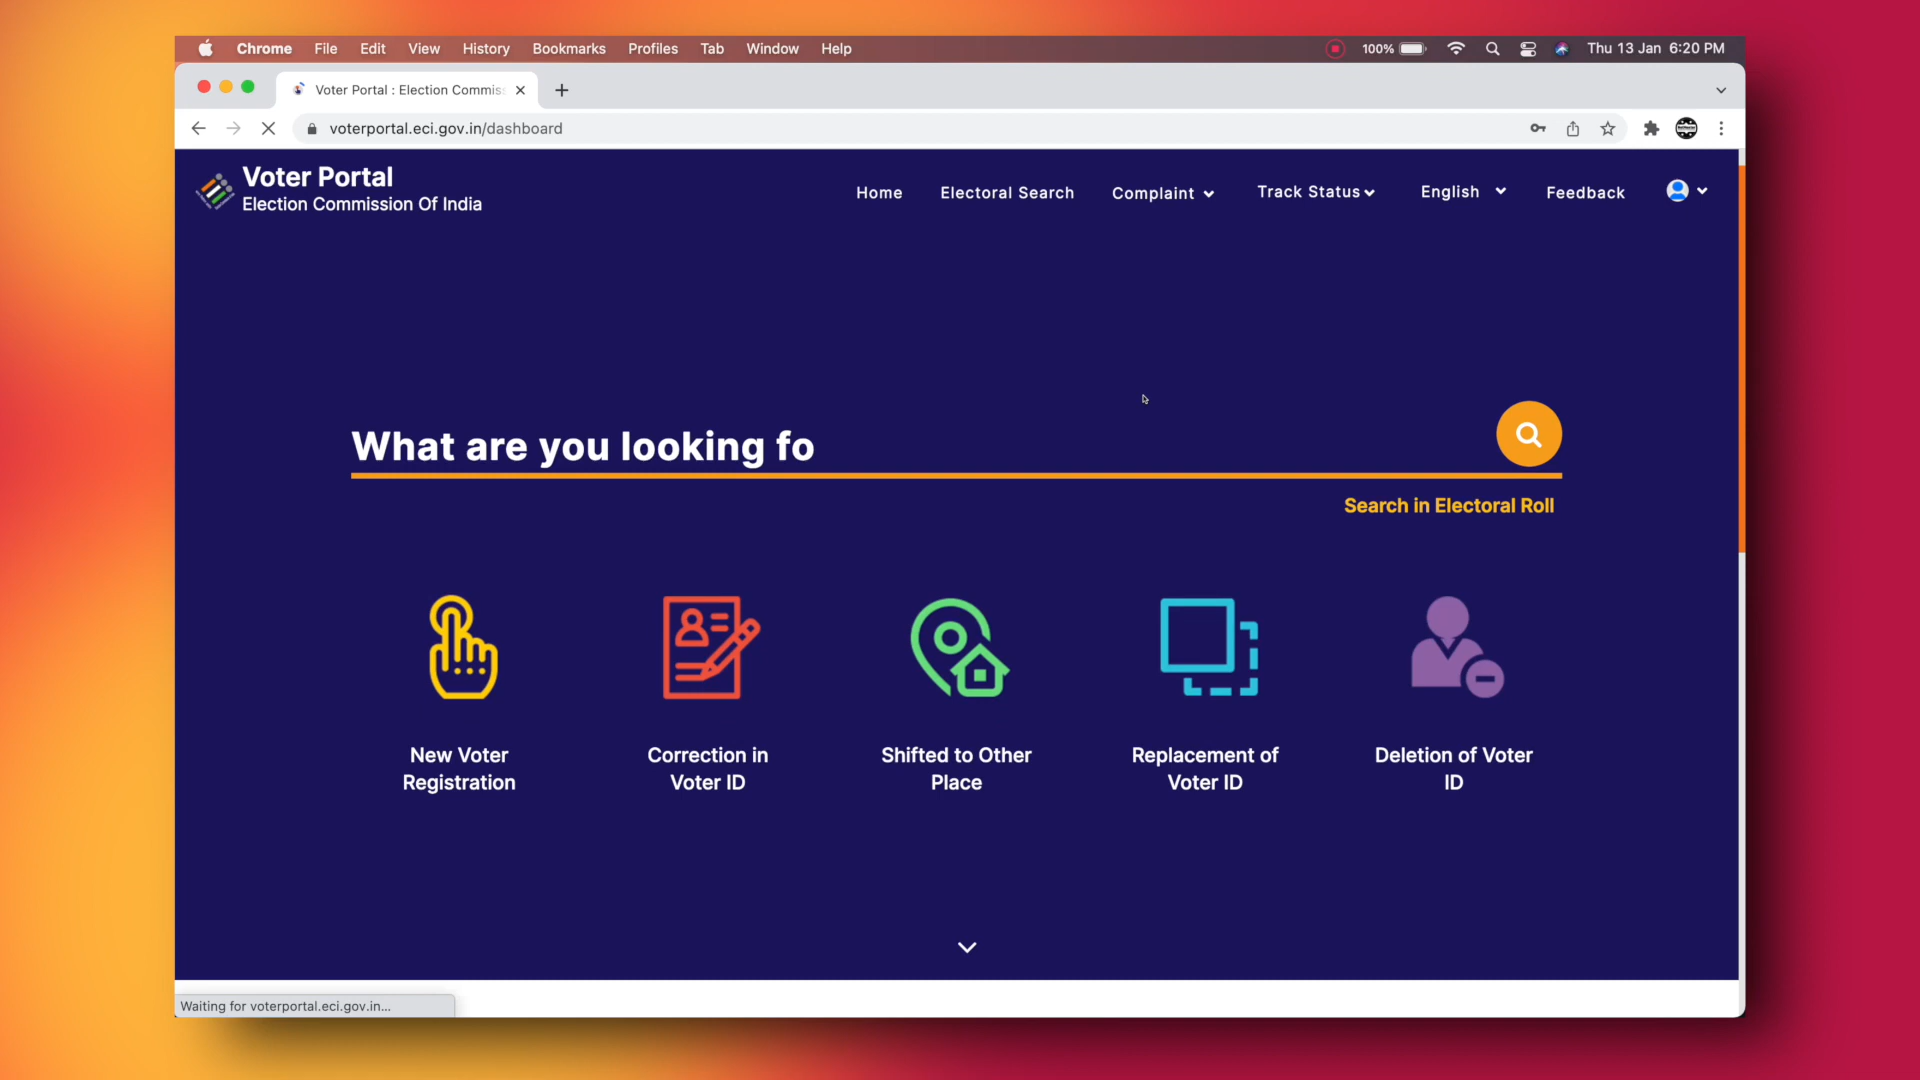 Chrome File Edit View History Bookmarks Profiles Tab Window Help 100% Thu 13 Jan 6:20 PM
Voter Portal : Election Commis
voterportal.eci.gov.in/dashboard
Voter Portal
Election Commission Of India
Home Electoral Search Complaint Track Status English Feedback
What are you looking fo
Search in Electoral Roll
New Voter
Registration
Correction in
Voter ID
Shifted to Other
Place
Replacement of
Voter ID
Deletion of Voter
ID
Waiting for voterportal.eci.gov.in...